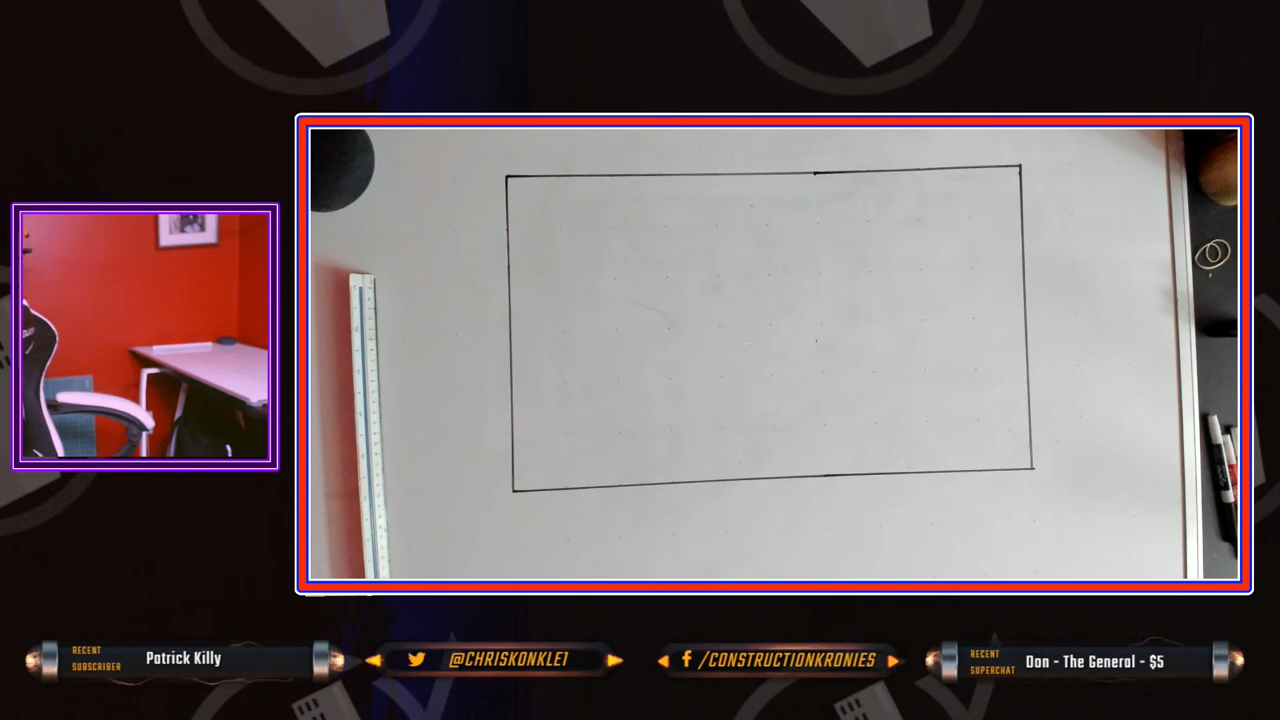 RECENT
SUBSCRIBER
Patrick Killy
@CHRISKONKLE1
/CONSTRUCTIONKRONIES
RECENT
SUPERCHAT
Don - The General - $5